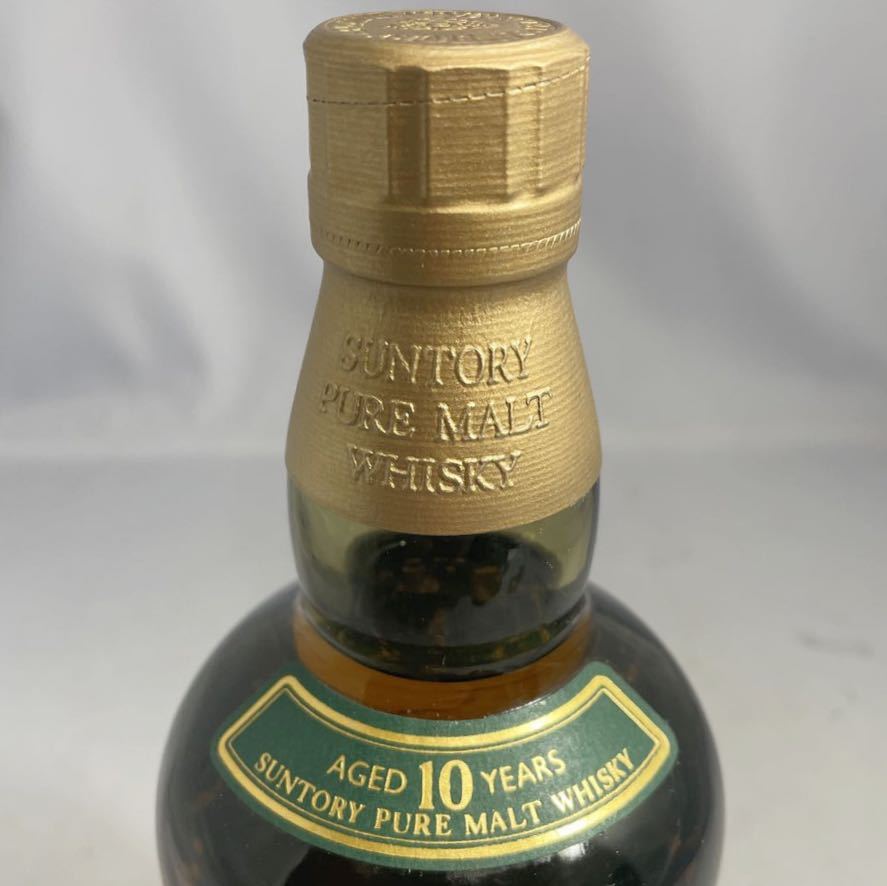 SUNTORY
PURE MALT
WHISKY
AGED 10 YEARS
SUNTORY PURE MALT WHISKY